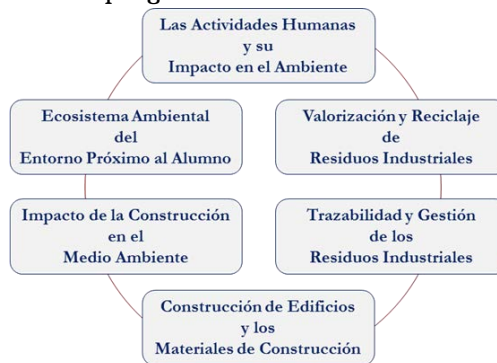 Las Actividades Humanas
y su
Impacto en el Ambiente
Valorización y Reciclaje
de
Residuos Industriales
Trazabilidad y Gestión
de los
Residuos Industriales
Construcción de Edificios
y los
Materiales de Construcción
Impacto de la Construcción
en el
Medio Ambiente
Ecosistema Ambiental
del
Entorno Próximo al Alumno